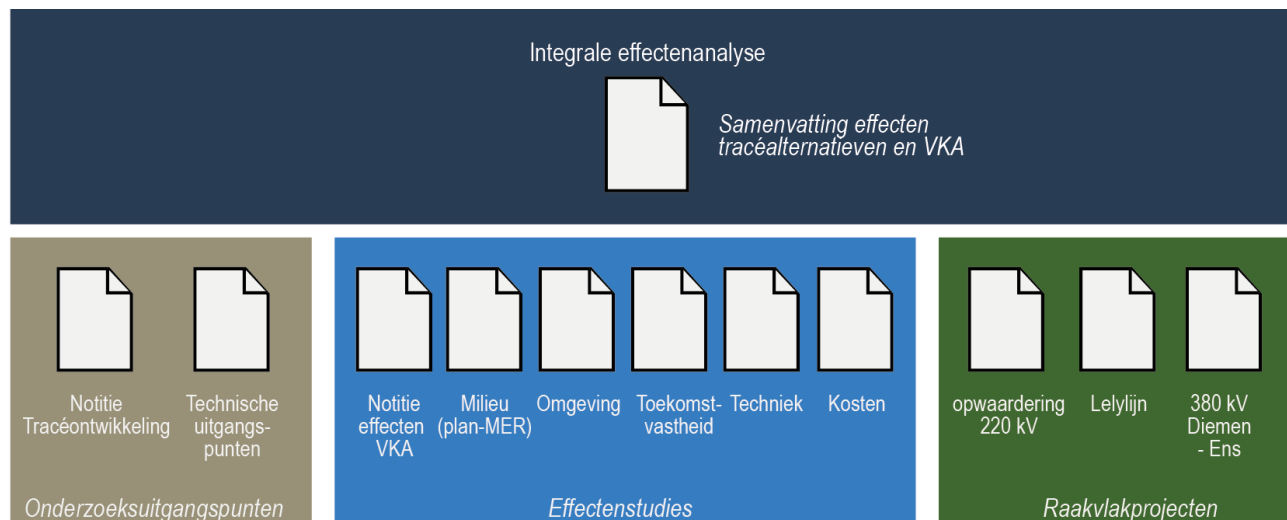 Integrale effectenanalyse
Samenvatting effecten
tracéalternatieven en VKA
Notitie
Tracéontwikkeling
Technische
uitgangs-
punten
Onderzoeksuitgangspunten
Notitie
effecten
VKA
Milieu
(plan-MER)
Omgeving
Toekomst-
vastheid
Techniek
Kosten
Effectenstudies
opwaardering
220 kV
Lelylijn
380 kV
Diemen
- Ens
Raakvlakprojecten